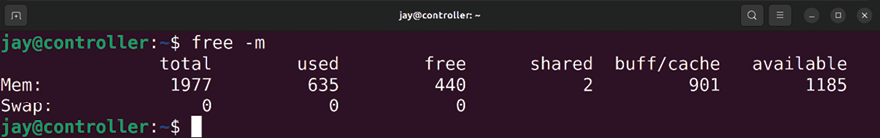 jay@controller: ~
jay@controller:~$ free -m
total used free shared buff/cache available
Mem: 1977 635 440 2 901 1185
Swap: 0 0 0
jay@controller:~$